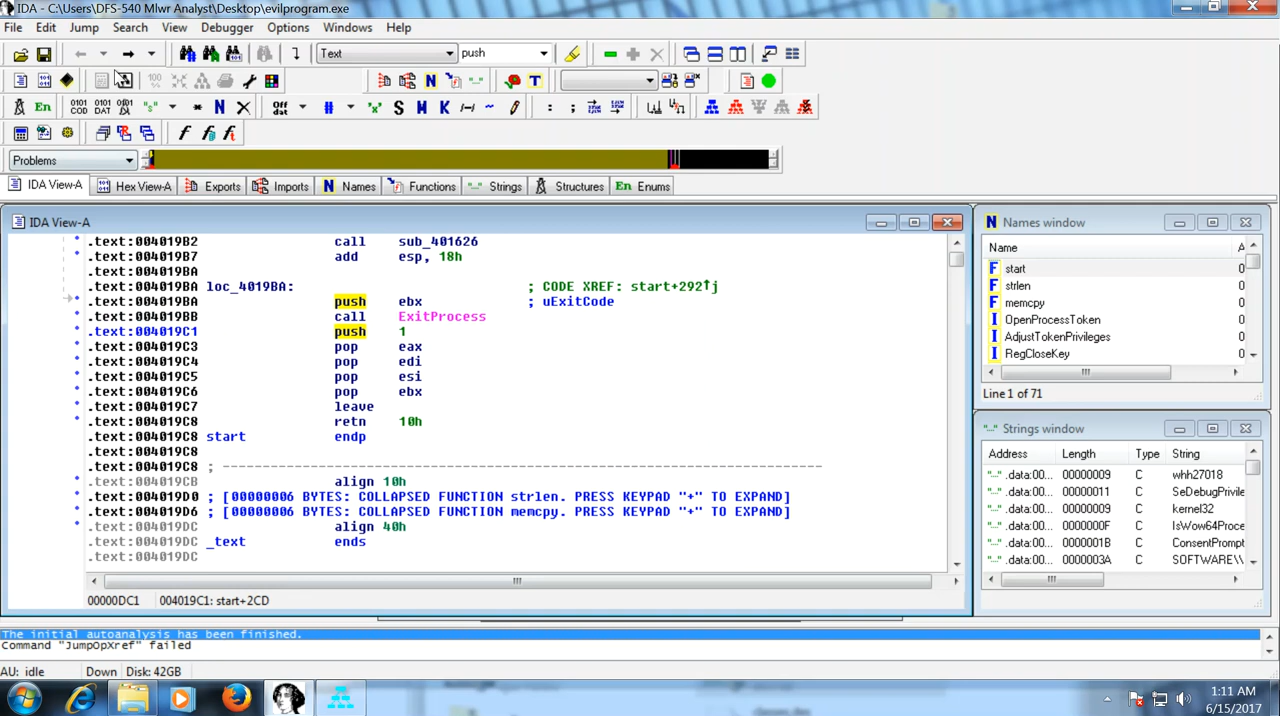 IDA - C:\Users\DFS-540 Mlwr Analyst\Desktop\evilprogram.exe
File Edit Jump Search View Debugger Options Windows Help
Text push
En Off
Problems
IDA View-A Hex View-A Exports Imports N Names Functions Strings Structures En Enums
IDA View-A
.text:004019B2 call sub_401626
.text:004019B7 add esp, 18h
.text:004019BA
.text:004019BA loc_4019BA: ; CODE XREF: start+292↑j
.text:004019BA push ebx ; uExitCode
.text:004019BB call ExitProcess
.text:004019C1 push 1
.text:004019C3 pop eax
.text:004019C4 pop edi
.text:004019C5 pop esi
.text:004019C6 pop ebx
.text:004019C7 leave
.text:004019C8 retn 10h
.text:004019C8 start endp
.text:004019C8
.text:004019C8 ; ---------------------------------------------------------------------------
.text:004019CB align 10h
.text:004019D0 ; [00000006 BYTES: COLLAPSED FUNCTION strlen. PRESS KEYPAD "+" TO EXPAND]
.text:004019D6 ; [00000006 BYTES: COLLAPSED FUNCTION memcpy. PRESS KEYPAD "+" TO EXPAND]
.text:004019DC align 40h
.text:004019DC _text ends
.text:004019DC
00000DC1 004019C1: start+2CD
N Names window
Name A
F start 0
F strlen 0
F memcpy 0
I OpenProcessToken 0
I AdjustTokenPrivileges 0
I RegCloseKey 0
Line 1 of 71
Strings window
Address Length Type String
.data:00... 00000009 C whh27018
.data:00... 00000011 C SeDebugPrivile
.data:00... 00000009 C kernel32
.data:00... 0000000F C IsWow64Proce
.data:00... 0000001B C ConsentPrompt
.data:00... 0000003A C SOFTWARE\\
The initial autoanalysis has been finished.
Command "JumpOpXref" failed
AU: idle Down Disk: 42GB
1:11 AM
6/15/2017